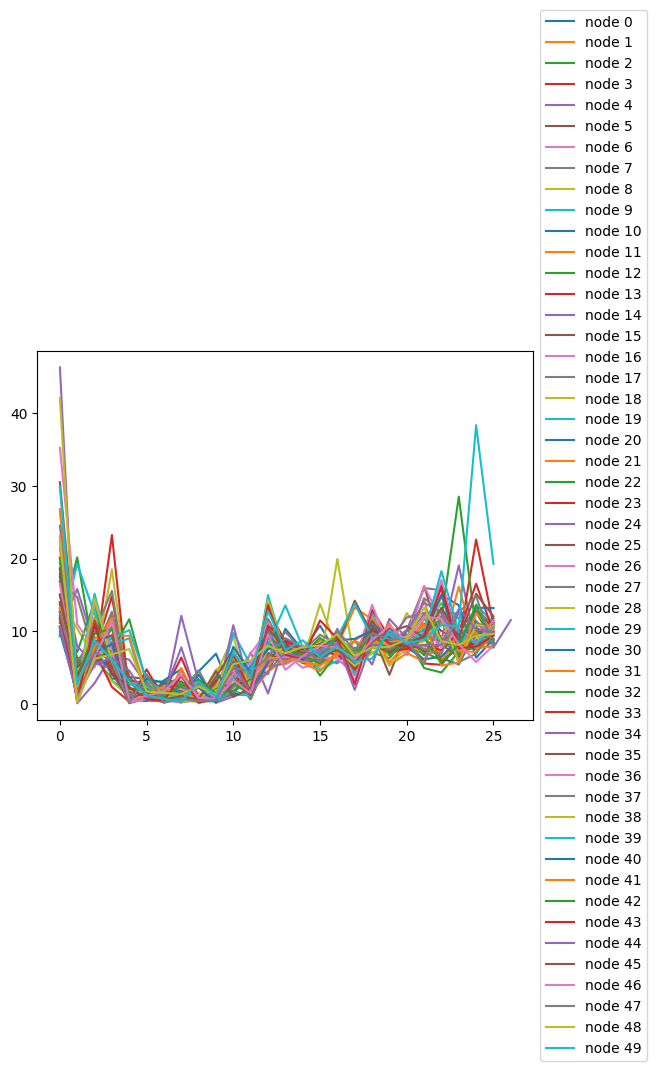 node 0
node 1
node 2
node 3
node 4
node 5
node 6
node 7
node 8
node 9
node 10
node 11
node 12
node 13
node 14
node 15
node 16
node 17
node 18
node 19
node 20
node 21
node 22
node 23
node 24
node 25
node 26
node 27
node 28
node 29
node 30
node 31
node 32
node 33
node 34
node 35
node 36
node 37
node 38
node 39
node 40
node 41
node 42
node 43
node 44
node 45
node 46
node 47
node 48
node 49
40
30
20
10
0
0 5 10 15 20 25